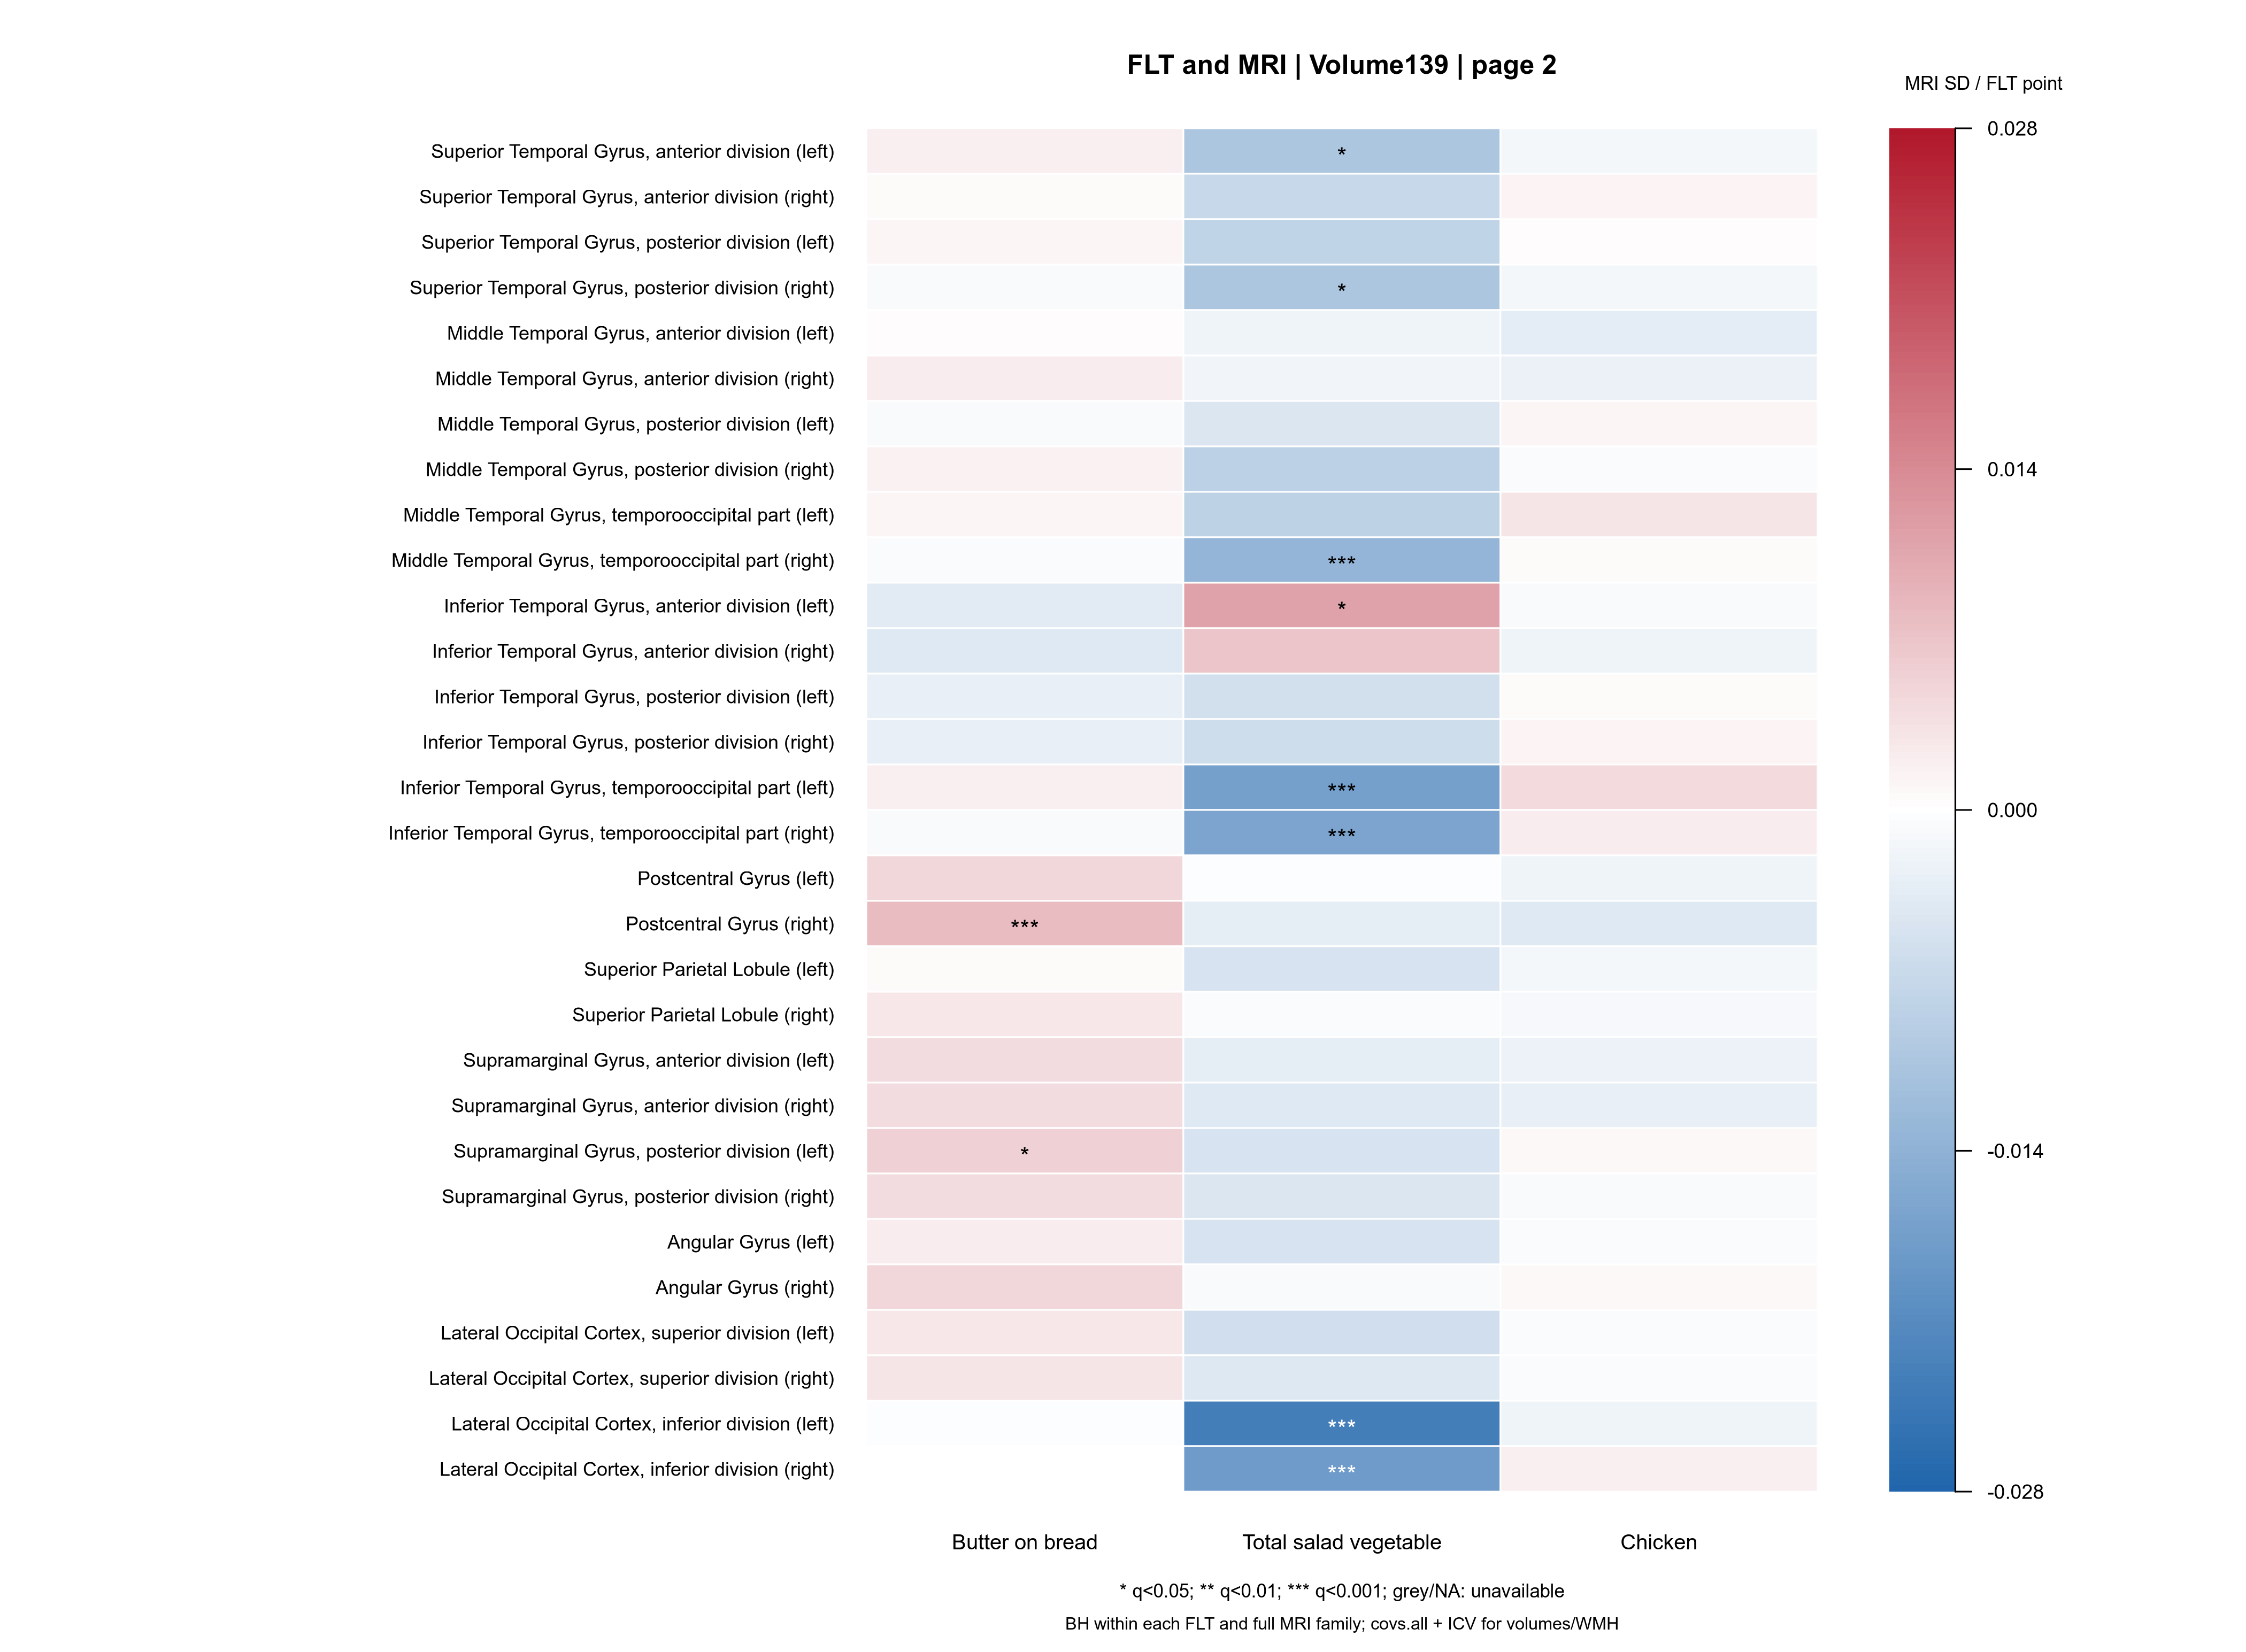 FLT and MRI | Volume139 | page 2
MRI SD / FLT point
Superior Temporal Gyrus, anterior division (left)
*
Superior Temporal Gyrus, anterior division (right)
Superior Temporal Gyrus, posterior division (left)
Superior Temporal Gyrus, posterior division (right)
*
Middle Temporal Gyrus, anterior division (left)
Middle Temporal Gyrus, anterior division (right)
Middle Temporal Gyrus, posterior division (left)
Middle Temporal Gyrus, posterior division (right)
Middle Temporal Gyrus, temporooccipital part (left)
Middle Temporal Gyrus, temporooccipital part (right)
***
Inferior Temporal Gyrus, anterior division (left)
*
Inferior Temporal Gyrus, anterior division (right)
Inferior Temporal Gyrus, posterior division (left)
Inferior Temporal Gyrus, posterior division (right)
Inferior Temporal Gyrus, temporooccipital part (left)
***
Inferior Temporal Gyrus, temporooccipital part (right)
***
Postcentral Gyrus (left)
Postcentral Gyrus (right)
***
Superior Parietal Lobule (left)
Superior Parietal Lobule (right)
Supramarginal Gyrus, anterior division (left)
Supramarginal Gyrus, anterior division (right)
Supramarginal Gyrus, posterior division (left)
*
Supramarginal Gyrus, posterior division (right)
Angular Gyrus (left)
Angular Gyrus (right)
Lateral Occipital Cortex, superior division (left)
Lateral Occipital Cortex, superior division (right)
Lateral Occipital Cortex, inferior division (left)
***
Lateral Occipital Cortex, inferior division (right)
***
0.028
0.014
0.000
-0.014
-0.028
Butter on bread
Total salad vegetable
Chicken
* q<0.05; ** q<0.01; *** q<0.001; grey/NA: unavailable
BH within each FLT and full MRI family; covs.all + ICV for volumes/WMH